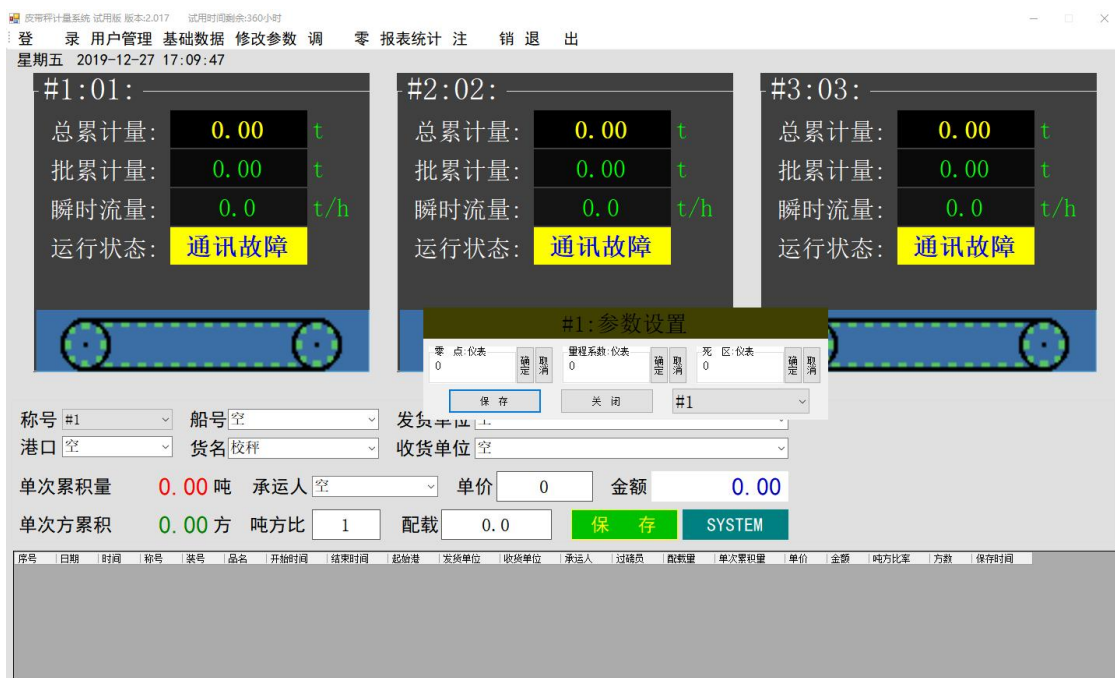 皮带秤计量系统 试用版 版本:2.017 试用时间剩余:360小时
登 录 用户管理 基础数据 修改参数 调 零 报表统计 注 销 退 出
星期五 2019-12-27 17:09:47
#1:01: #2:02: #3:03:
总累计量: 0.00 t 总累计量: 0.00 t 总累计量: 0.00 t
批累计量: 0.00 t 批累计量: 0.00 t 批累计量: 0.00 t
瞬时流量: 0.0 t/h 瞬时流量: 0.0 t/h 瞬时流量: 0.0 t/h
运行状态: 通讯故障 运行状态: 通讯故障 运行状态: 通讯故障
#1:参数设置
零 点:仪表 量程系数:仪表 死 区:仪表
0 确定 取消 0 确定 取消 0 确定 取消
保 存 关 闭 #1
称号 #1 船号 空 发货单位
港口 空 货名 校秤 收货单位 空
单次累积量 0.00 吨 承运人 空 单价 0 金额 0.00
单次方累积 0.00 方 吨方比 1 配载 0.0 保 存 SYSTEM
序号 日期 时间 称号 装号 品名 开始时间 结束时间 起始港 发货单位 收货单位 承运人 过磅员 配载量 单次累积量 单价 金额 吨方比率 方数 保存时间